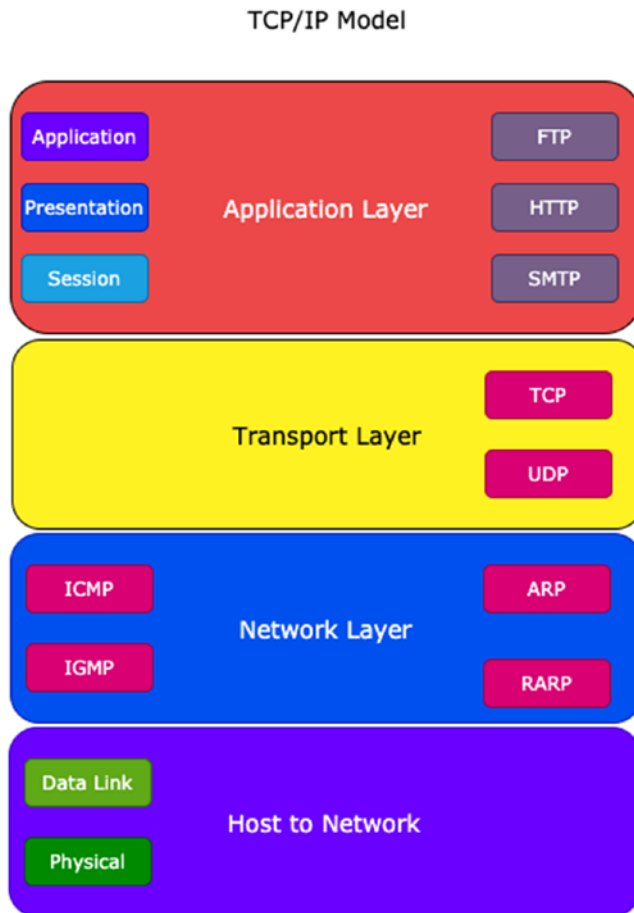 TCP/IP Model
Application
FTP
Presentation
Application Layer
HTTP
Session
SMTP
TCP
Transport Layer
UDP
ICMP
ARP
Network Layer
IGMP
RARP
Data Link
Host to Network
Physical